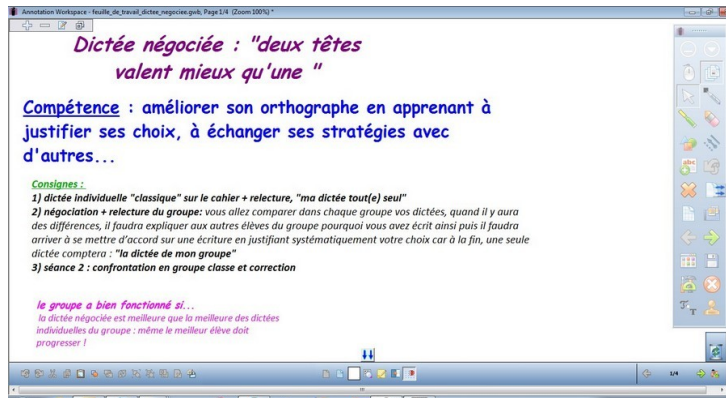 Annotation Workspace - feuille_de_travail_dictee_negociee.gwb, Page1/4 (Zoom 100%) *
Dictée négociée : "deux têtes
valent mieux qu'une "
Compétence : améliorer son orthographe en apprenant à
justifier ses choix, à échanger ses stratégies avec
d'autres...
Consignes :
1) dictée individuelle "classique" sur le cahier + relecture, "ma dictée tout(e) seul"
2) négociation + relecture du groupe: vous allez comparer dans chaque groupe vos dictées, quand il y aura
des différences, il faudra expliquer aux autres élèves du groupe pourquoi vous avez écrit ainsi puis il faudra
arriver à se mettre d'accord sur une écriture en justifiant systématiquement votre choix car à la fin, une seule
dictée comptera : "la dictée de mon groupe"
3) séance 2 : confrontation en groupe classe et correction
le groupe a bien fonctionné si...
la dictée négociée est meilleure que la meilleure des dictées
individuelles du groupe : même le meilleur élève doit
progresser !
abc
1/4